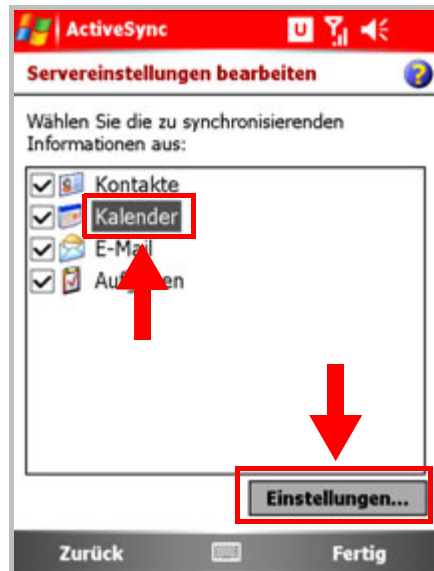 ActiveSync U
Servereinstellungen bearbeiten ?
Wählen Sie die zu synchronisierenden
Informationen aus:
Kontakte
Kalender
E-Mail
Einstellungen...
Zurück Fertig